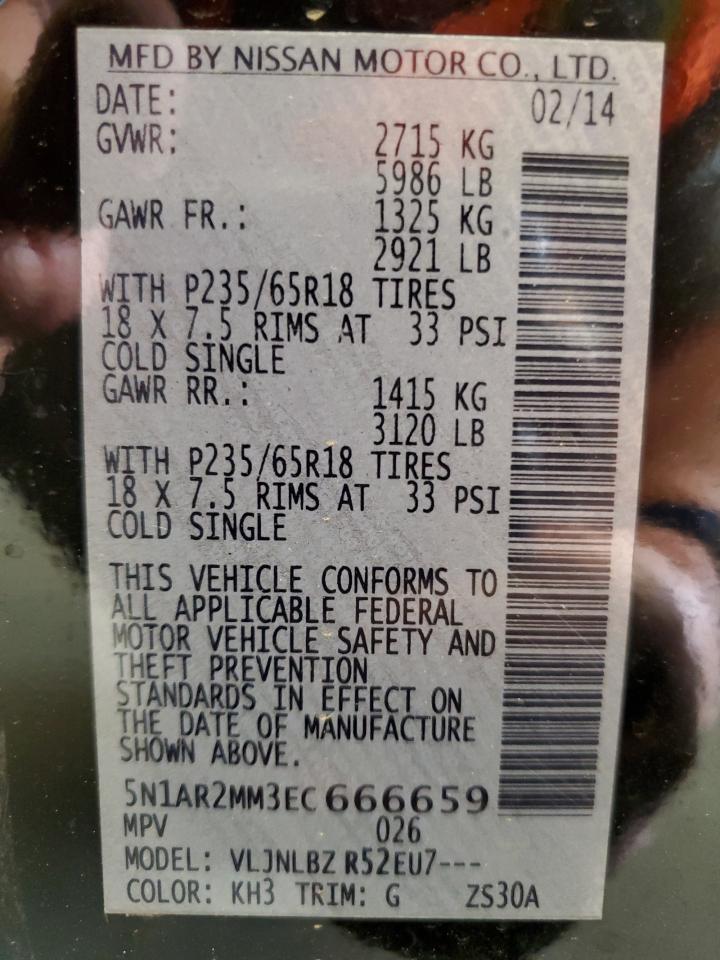 MFD BY NISSAN MOTOR CO., LTD.
DATE: 02/14
GVWR: 2715 KG
5986 LB
GAWR FR.: 1325 KG
2921 LB
WITH P235/65R18 TIRES
18 X 7.5 RIMS AT 33 PSI
COLD SINGLE
GAWR RR.: 1415 KG
3120 LB
WITH P235/65R18 TIRES
18 X 7.5 RIMS AT 33 PSI
COLD SINGLE
THIS VEHICLE CONFORMS TO
ALL APPLICABLE FEDERAL
MOTOR VEHICLE SAFETY AND
THEFT PREVENTION
STANDARDS IN EFFECT ON
THE DATE OF MANUFACTURE
SHOWN ABOVE.
5N1AR2MM3EC666659
MPV 026
MODEL: VLJNLBZ R52EU7---
COLOR: KH3 TRIM: G ZS30A